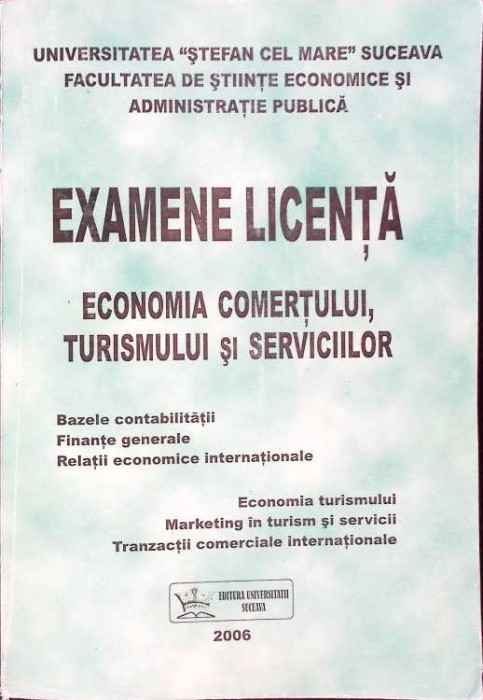 UNIVERSITATEA "ŞTEFAN CEL MARE" SUCEAVA
FACULTATEA DE ŞTIINŢE ECONOMICE ŞI
ADMINISTRAŢIE PUBLICĂ
EXAMENE LICENŢĂ
ECONOMIA COMERŢULUI,
TURISMULUI şi SERVICIILOR
Bazele contabilităţii
Finanţe generale
Relaţii economice internaţionale
Economia turismului
Marketing în turism şi servicii
Tranzacţii comerciale internaţionale
EDITURA UNIVERSITATII
SUCEAVA
2006